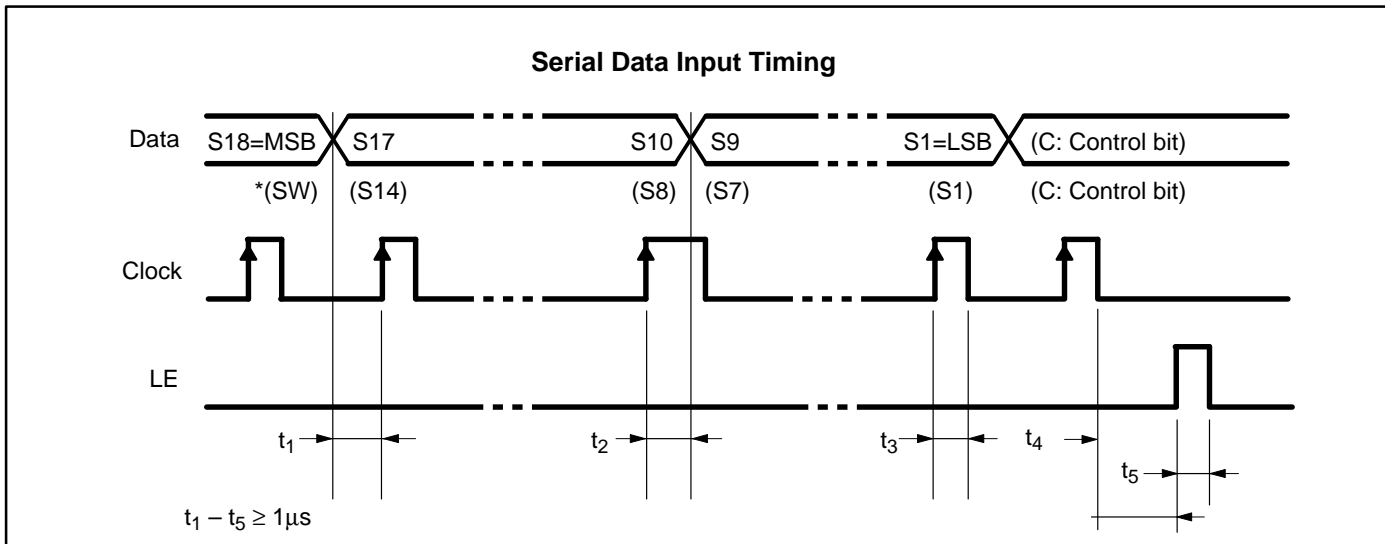 Serial Data Input Timing
Data S18=MSB S17 S10 S9 S1=LSB (C: Control bit)
*(SW) (S14) (S8) (S7) (S1) (C: Control bit)
Clock
LE
t1 t2 t3 t4
t5
t1 – t5 ≥ 1μs